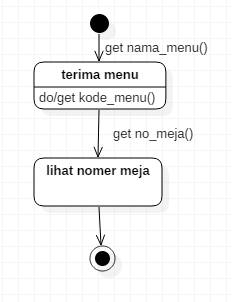 get nama_menu()
terima menu
do/get kode_menu()
get no_meja()
lihat nomer meja